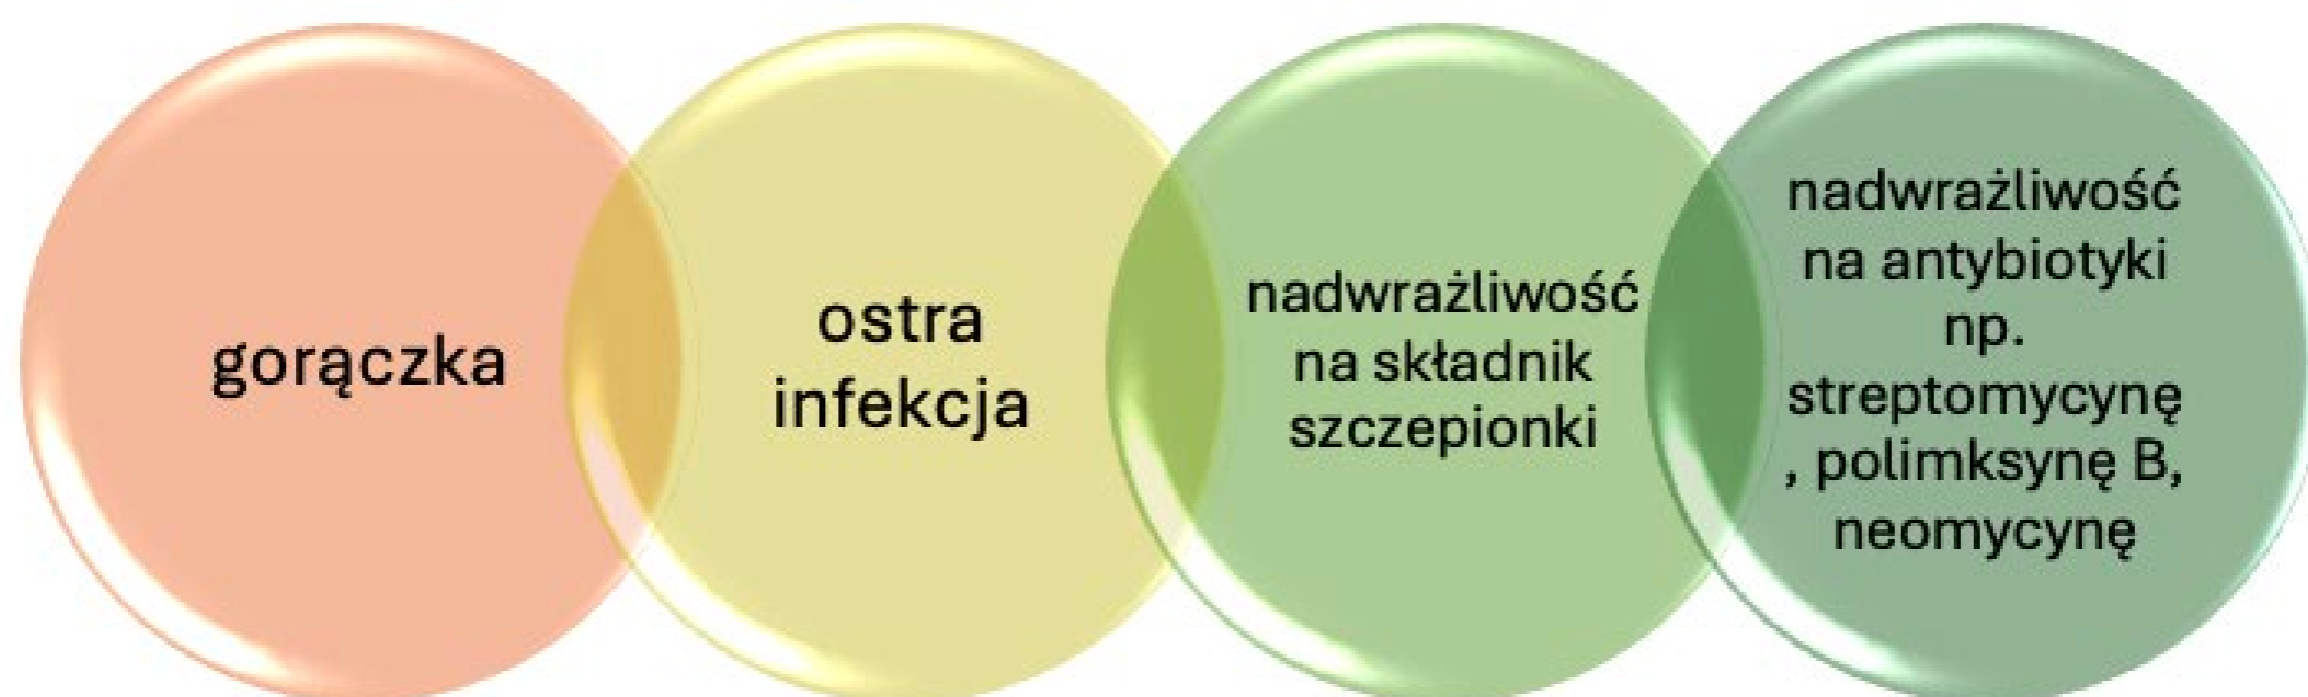 gorączka
ostra
infekcja
nadwrażliwość
na składnik
szczepionki
nadwrażliwość
na antybiotyki
np.
streptomycynę
, polimksynę B,
neomycynę